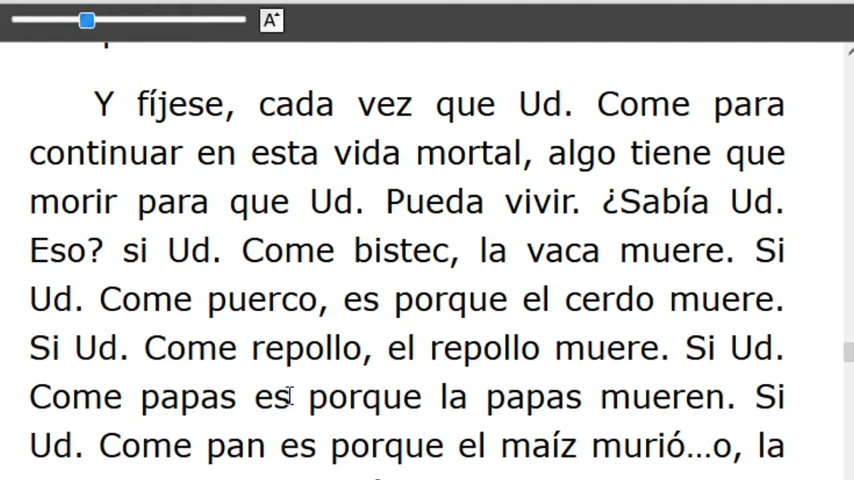 A
Y fíjese, cada vez que Ud. Come para
continuar en esta vida mortal, algo tiene que
morir para que Ud. Pueda vivir. ¿Sabía Ud.
Eso? si Ud. Come bistec, la vaca muere. Si
Ud. Come puerco, es porque el cerdo muere.
Si Ud. Come repollo, el repollo muere. Si Ud.
Come papas es porque la papas mueren. Si
Ud. Come pan es porque el maíz murió...o, la